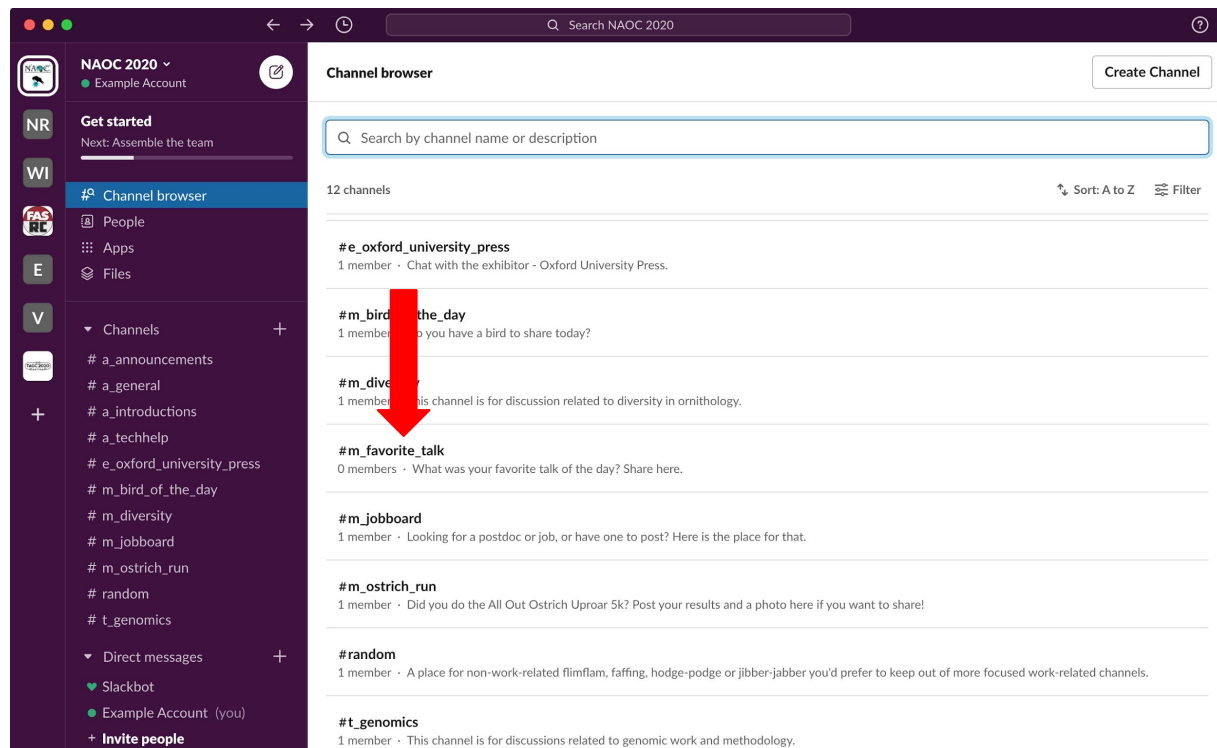 Search NAOC 2020
NAOC
NAOC 2020
Example Account
Channel browser
Create Channel
NR
WI
FAS
RC
E
V
TAGC2020
+
Get started
Next: Assemble the team
Channel browser
People
Apps
Files
Channels +
# a_announcements
# a_general
# a_introductions
# a_techhelp
# e_oxford_university_press
# m_bird_of_the_day
# m_diversity
# m_jobboard
# m_ostrich_run
# random
# t_genomics
Direct messages +
Slackbot
Example Account (you)
+ Invite people
Search by channel name or description
12 channels
Sort: A to Z
Filter
#e_oxford_university_press
1 member · Chat with the exhibitor - Oxford University Press.
#m_bird the_day
1 member you have a bird to share today?
#m_dive
1 member channel is for discussion related to diversity in ornithology.
#m_favorite_talk
0 members · What was your favorite talk of the day? Share here.
#m_jobboard
1 member · Looking for a postdoc or job, or have one to post? Here is the place for that.
#m_ostrich_run
1 member · Did you do the All Out Ostrich Uproar 5k? Post your results and a photo here if you want to share!
#random
1 member · A place for non-work-related flimflam, faffing, hodge-podge or jibber-jabber you'd prefer to keep out of more focused work-related channels.
#t_genomics
1 member · This channel is for discussions related to genomic work and methodology.